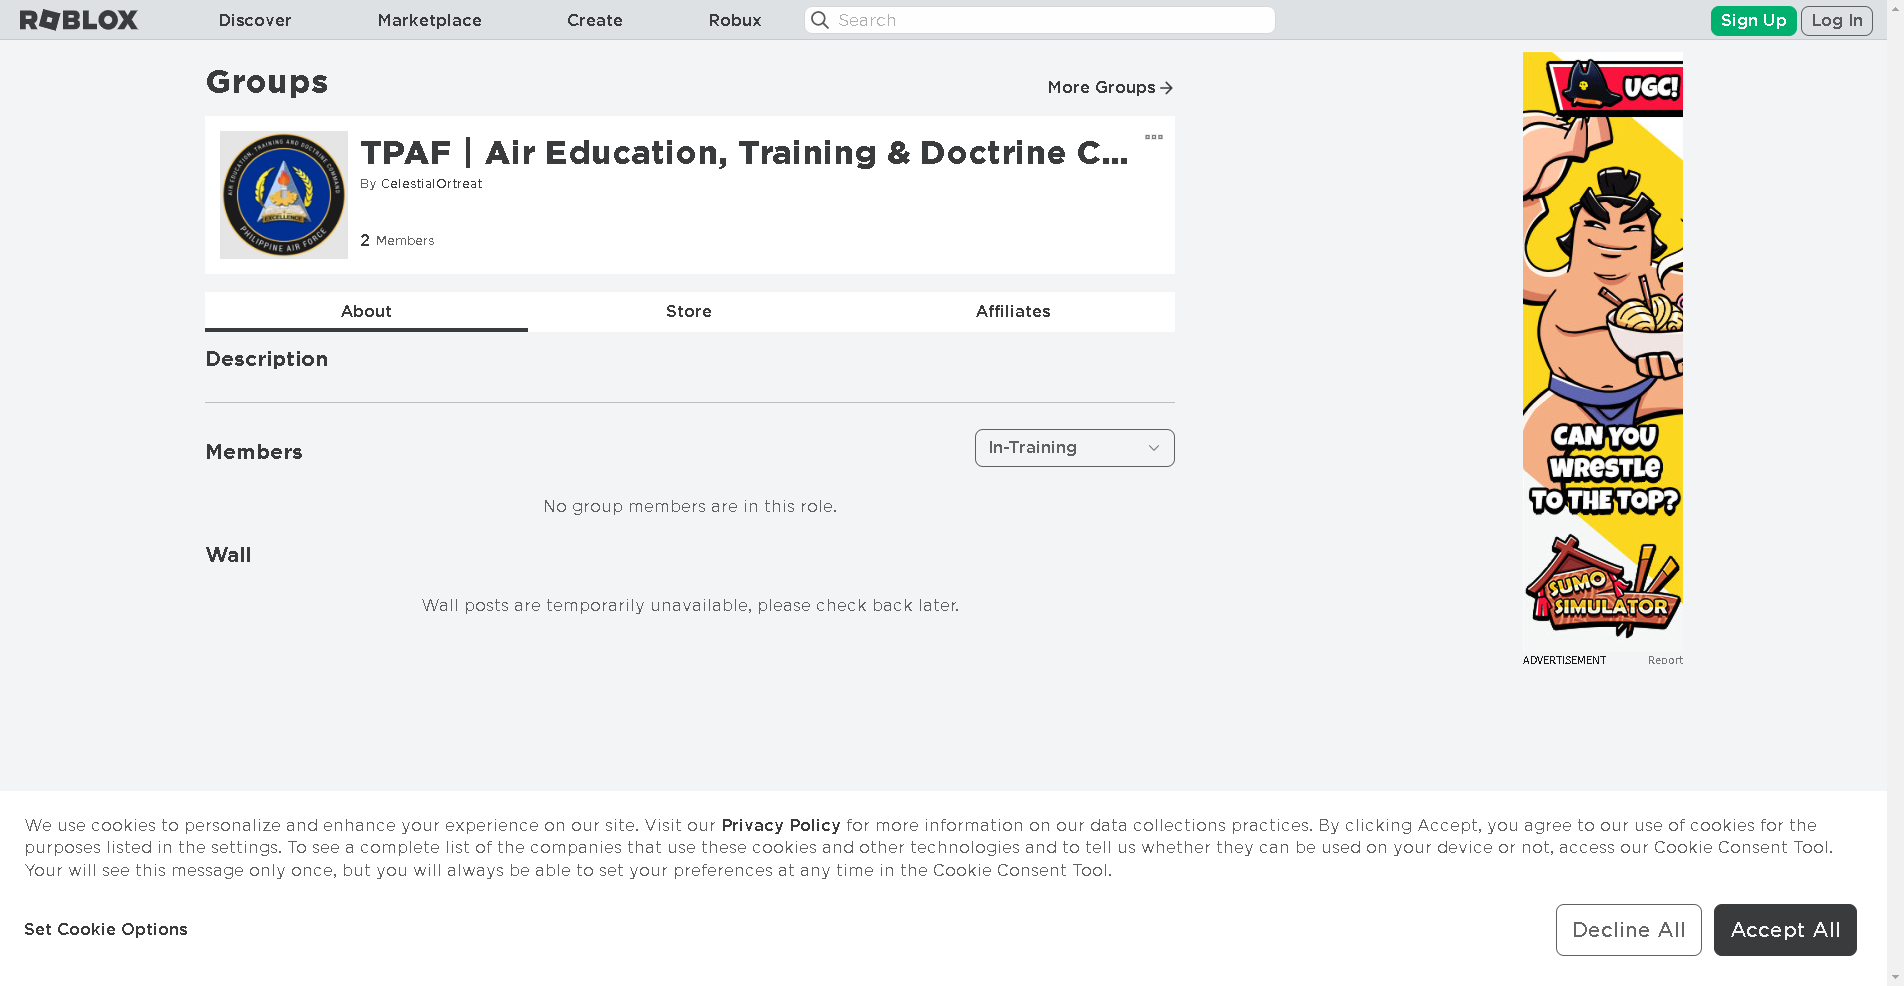 ROBLOX Discover Marketplace Create Robux Search Sign Up Log In
Groups
More Groups
TPAF | Air Education, Training & Doctrine C...
By CelestialOrtreat
2 Members
AIR EDUCATION, TRAINING AND DOCTRINE COMMAND
EXCELLENCE
PHILIPPINE AIR FORCE
About Store Affiliates
Description
Members
In-Training
No group members are in this role.
Wall
Wall posts are temporarily unavailable, please check back later.
UGC!
CAN YOU
WRESTLE
TO THE TOP?
SUMO
SIMULATOR
ADVERTISEMENT Report
We use cookies to personalize and enhance your experience on our site. Visit our Privacy Policy for more information on our data collections practices. By clicking Accept, you agree to our use of cookies for the
purposes listed in the settings. To see a complete list of the companies that use these cookies and other technologies and to tell us whether they can be used on your device or not, access our Cookie Consent Tool.
Your will see this message only once, but you will always be able to set your preferences at any time in the Cookie Consent Tool.
Set Cookie Options
Decline All Accept All